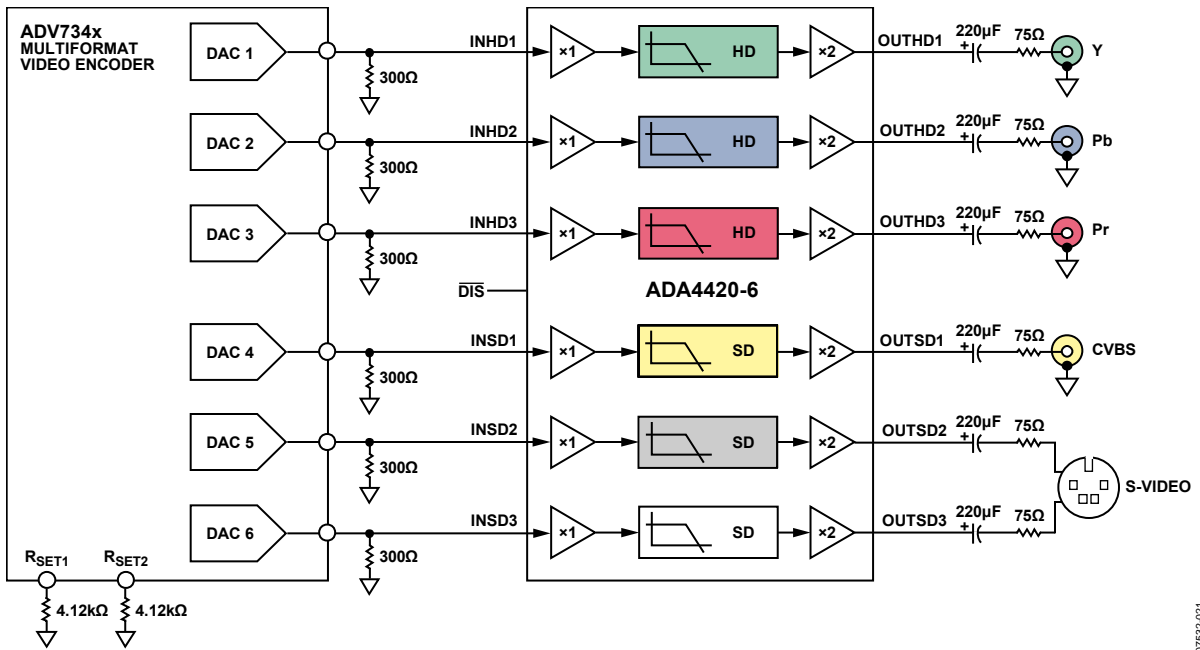 ADV734x
MULTIFORMAT
VIDEO ENCODER
DAC 1
300Ω
INHD1
×1
HD
×2
OUTHD1
220µF
+
75Ω
Y
DAC 2
300Ω
INHD2
×1
HD
×2
OUTHD2
220µF
+
75Ω
Pb
DAC 3
300Ω
INHD3
×1
HD
×2
OUTHD3
220µF
+
75Ω
Pr
DIS
ADA4420-6
DAC 4
300Ω
INSD1
×1
SD
×2
OUTSD1
220µF
+
75Ω
CVBS
DAC 5
300Ω
INSD2
×1
SD
×2
OUTSD2
220µF
+
75Ω
S-VIDEO
DAC 6
300Ω
INSD3
×1
SD
×2
OUTSD3
220µF
+
75Ω
RSET1
RSET2
4.12kΩ
4.12kΩ